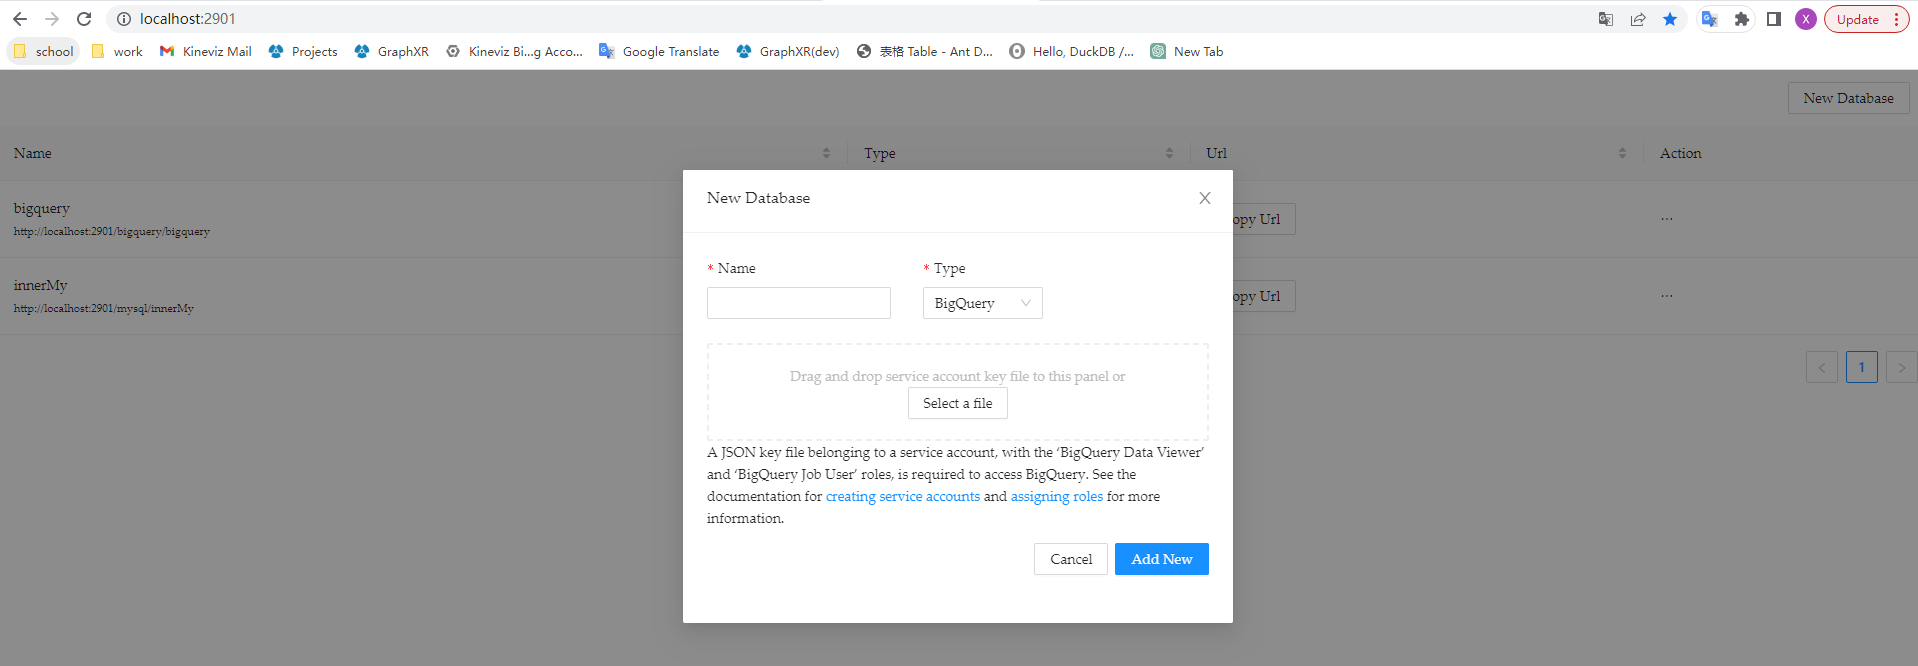 localhost:2901
Update
school work Kineviz Mail Projects GraphXR Kineviz Bi...g Acco... Google Translate GraphXR(dev) 表格 Table - Ant D... Hello, DuckDB /... New Tab
New Database
Name Type Url Action
bigquery
http://localhost:2901/bigquery/bigquery
opy Url
...
innerMy
http://localhost:2901/mysql/innerMy
opy Url
...
< 1 >
New Database
* Name * Type
BigQuery
Drag and drop service account key file to this panel or
Select a file
A JSON key file belonging to a service account, with the ‘BigQuery Data Viewer’
and ‘BigQuery Job User’ roles, is required to access BigQuery. See the
documentation for creating service accounts and assigning roles for more
information.
Cancel Add New